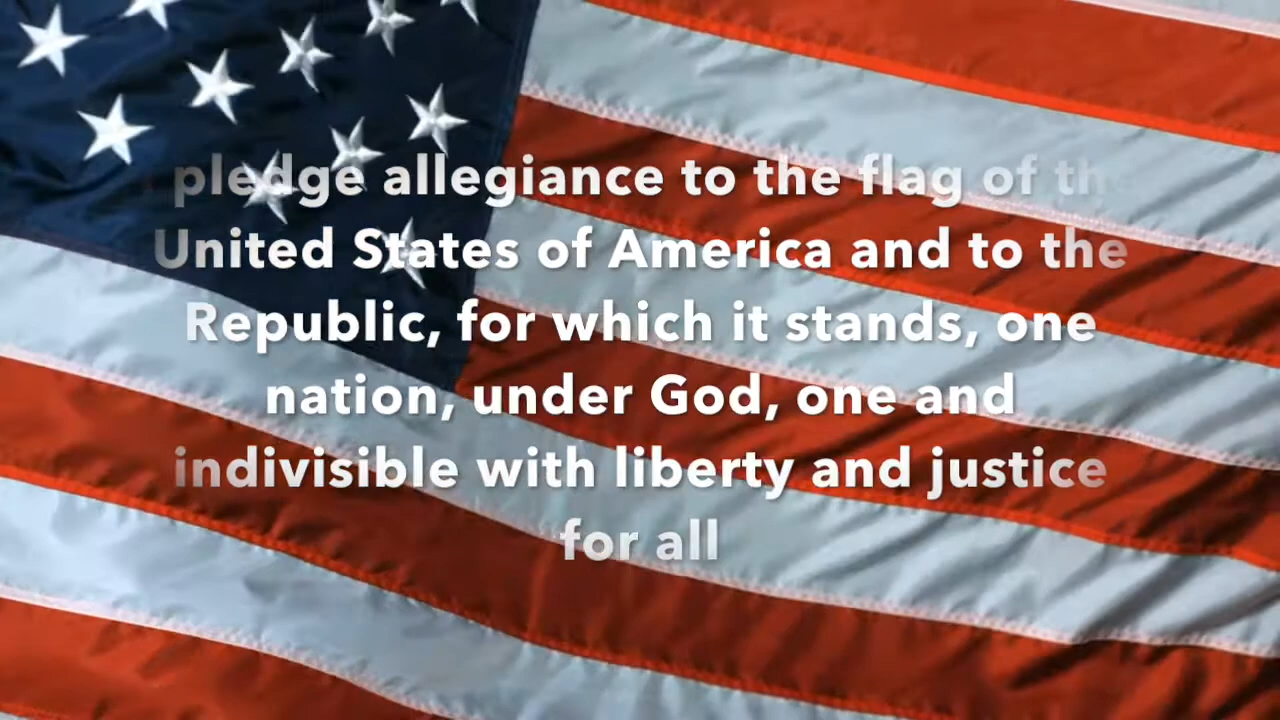 I pledge allegiance to the flag of the
United States of America and to the
Republic, for which it stands, one
nation, under God, one and
indivisible with liberty and justice
for all